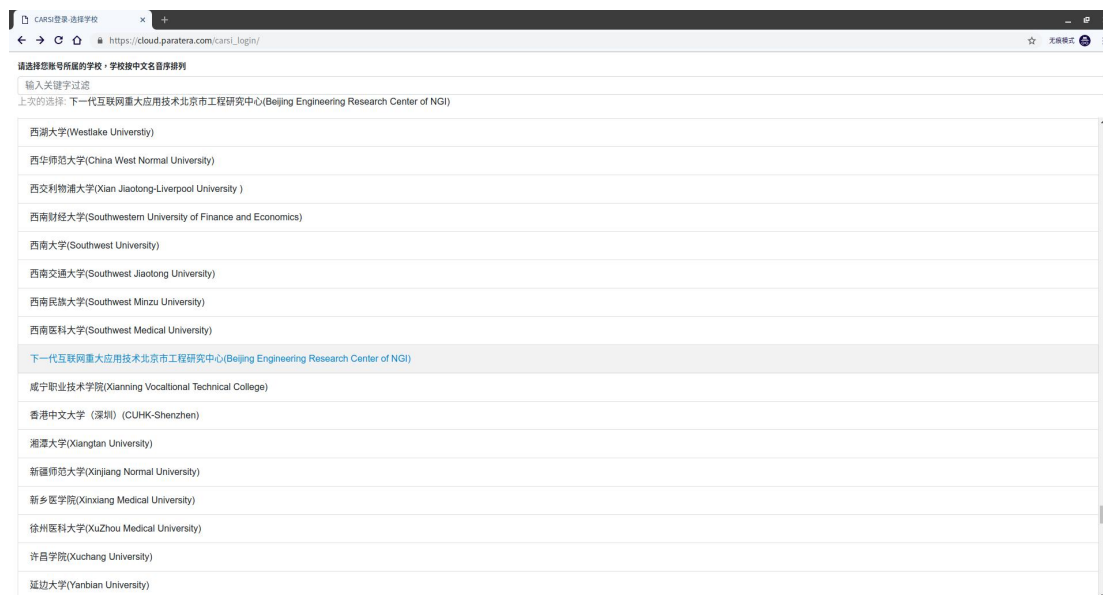 CARSI登录-选择学校
https://cloud.paratera.com/carsi_login/
无痕模式
请选择您账号所属的学校，学校按中文名音序排列
输入关键字过滤
上次的选择: 下一代互联网重大应用技术北京市工程研究中心(Beijing Engineering Research Center of NGI)
西湖大学(Westlake Universtiy)
西华师范大学(China West Normal University)
西交利物浦大学(Xian Jiaotong-Liverpool University )
西南财经大学(Southwestern University of Finance and Economics)
西南大学(Southwest University)
西南交通大学(Southwest Jiaotong University)
西南民族大学(Southwest Minzu University)
西南医科大学(Southwest Medical University)
下一代互联网重大应用技术北京市工程研究中心(Beijing Engineering Research Center of NGI)
咸宁职业技术学院(Xianning Vocaltional Technical College)
香港中文大学（深圳）(CUHK-Shenzhen)
湘潭大学(Xiangtan University)
新疆师范大学(Xinjiang Normal University)
新乡医学院(Xinxiang Medical University)
徐州医科大学(XuZhou Medical University)
许昌学院(Xuchang University)
延边大学(Yanbian University)